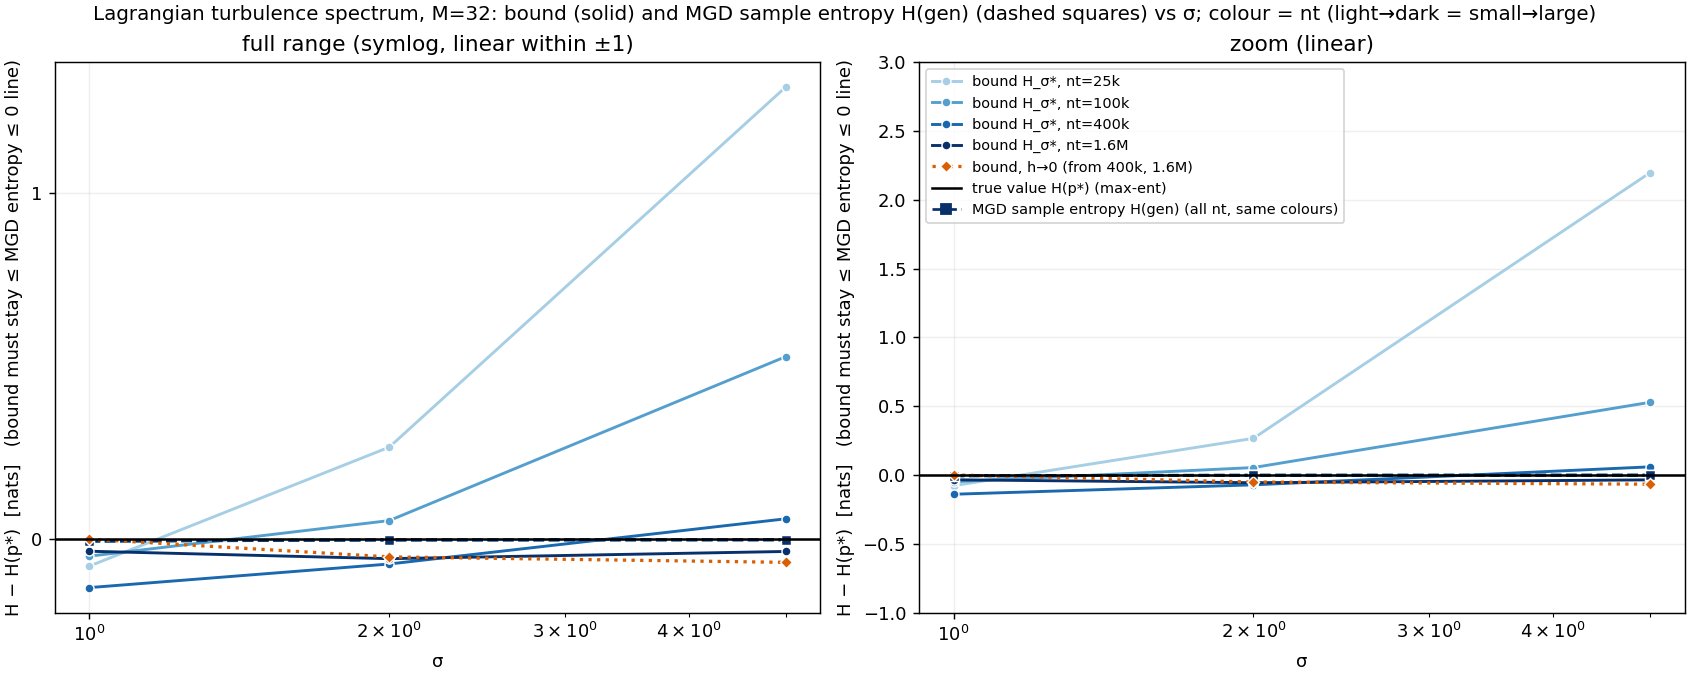 Lagrangian turbulence spectrum, M=32: bound (solid) and MGD sample entropy H(gen) (dashed squares) vs σ; colour = nt (light→dark = small→large)
full range (symlog, linear within ±1)
H − H(p*) [nats] (bound must stay ≤ MGD entropy ≤ 0 line)
1
0
10⁰
2 × 10⁰
3 × 10⁰
4 × 10⁰
σ
zoom (linear)
H − H(p*) [nats] (bound must stay ≤ MGD entropy ≤ 0 line)
3.0
2.5
2.0
1.5
1.0
0.5
0.0
−0.5
−1.0
bound H_σ*, nt=25k
bound H_σ*, nt=100k
bound H_σ*, nt=400k
bound H_σ*, nt=1.6M
bound, h→0 (from 400k, 1.6M)
true value H(p*) (max-ent)
MGD sample entropy H(gen) (all nt, same colours)
10⁰
2 × 10⁰
3 × 10⁰
4 × 10⁰
σ